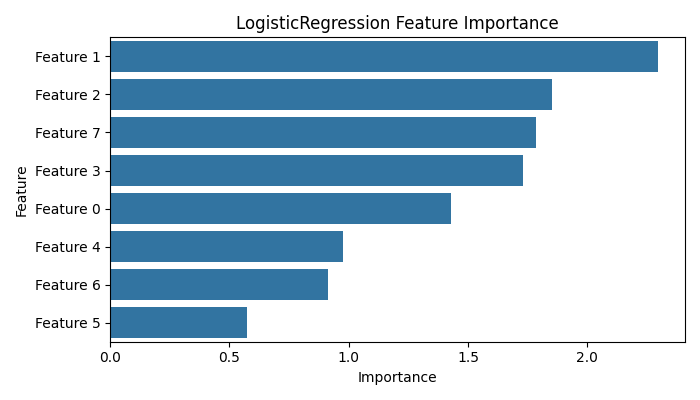 LogisticRegression Feature Importance
Feature
Feature 1
Feature 2
Feature 7
Feature 3
Feature 0
Feature 4
Feature 6
Feature 5
0.0 0.5 1.0 1.5 2.0
Importance